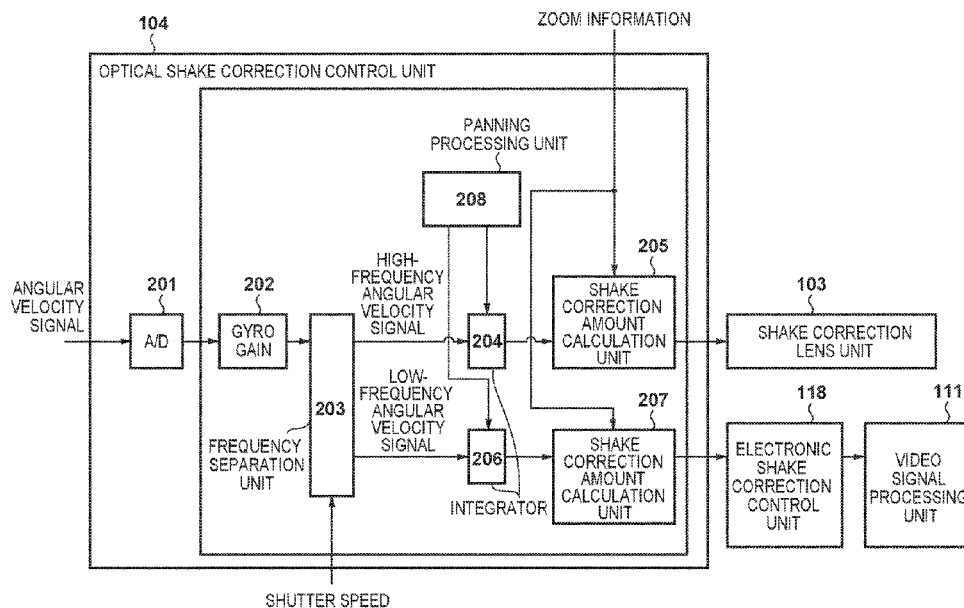 ZOOM INFORMATION
104
OPTICAL SHAKE CORRECTION CONTROL UNIT
PANNING
PROCESSING UNIT
208
HIGH-
FREQUENCY
ANGULAR
VELOCITY
SIGNAL
205
SHAKE
CORRECTION
AMOUNT
CALCULATION
UNIT
103
SHAKE CORRECTION
LENS UNIT
ANGULAR
VELOCITY
SIGNAL
201
A/D
202
GYRO
GAIN
204
203
FREQUENCY
SEPARATION
UNIT
LOW-
FREQUENCY
ANGULAR
VELOCITY
SIGNAL
206
INTEGRATOR
207
SHAKE
CORRECTION
AMOUNT
CALCULATION
UNIT
118
ELECTRONIC
SHAKE
CORRECTION
CONTROL
UNIT
111
VIDEO
SIGNAL
PROCESSING
UNIT
SHUTTER SPEED